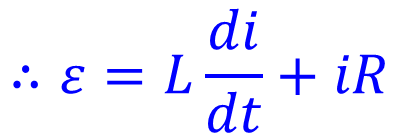 ∴ ε = L di/dt + iR